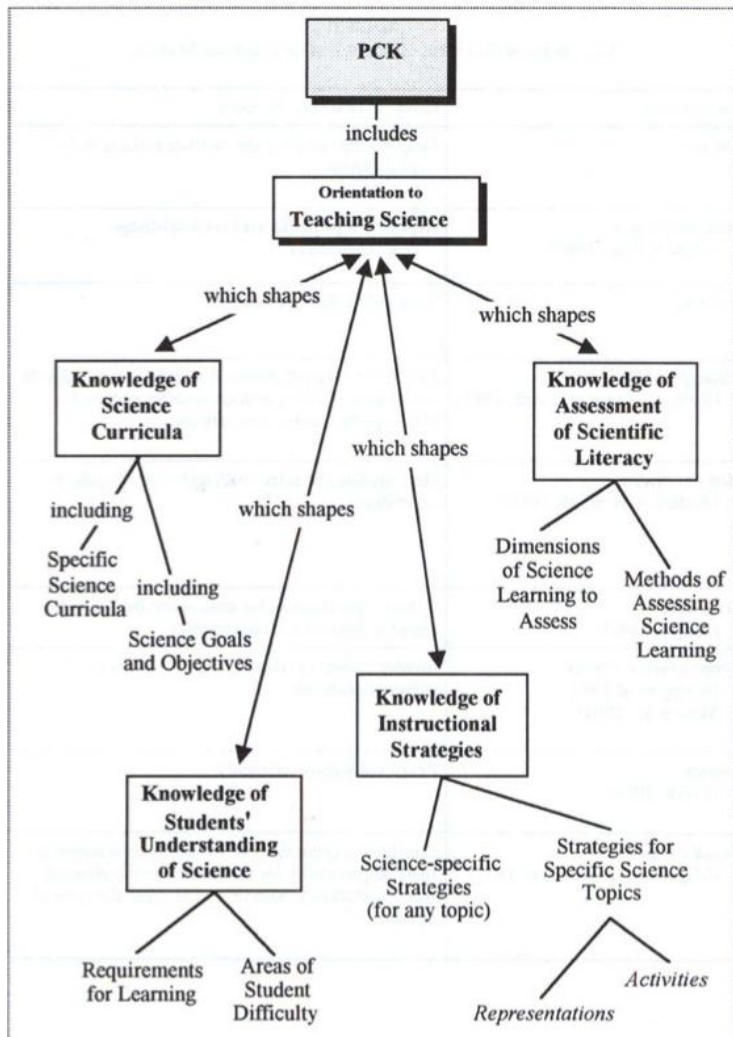 PCK
includes
Orientation to
Teaching Science
which shapes
which shapes
Knowledge of
Science
Curricula
Knowledge of
Assessment
of Scientific
Literacy
which shapes
which shapes
including
Specific
Science
Curricula
including
Science Goals
and Objectives
Dimensions
of Science
Learning to
Assess
Methods of
Assessing
Science
Learning
Knowledge of
Instructional
Strategies
Knowledge of
Students'
Understanding
of Science
Science-specific
Strategies
(for any topic)
Strategies for
Specific Science
Topics
Requirements
for Learning
Areas of
Student
Difficulty
Activities
Representations